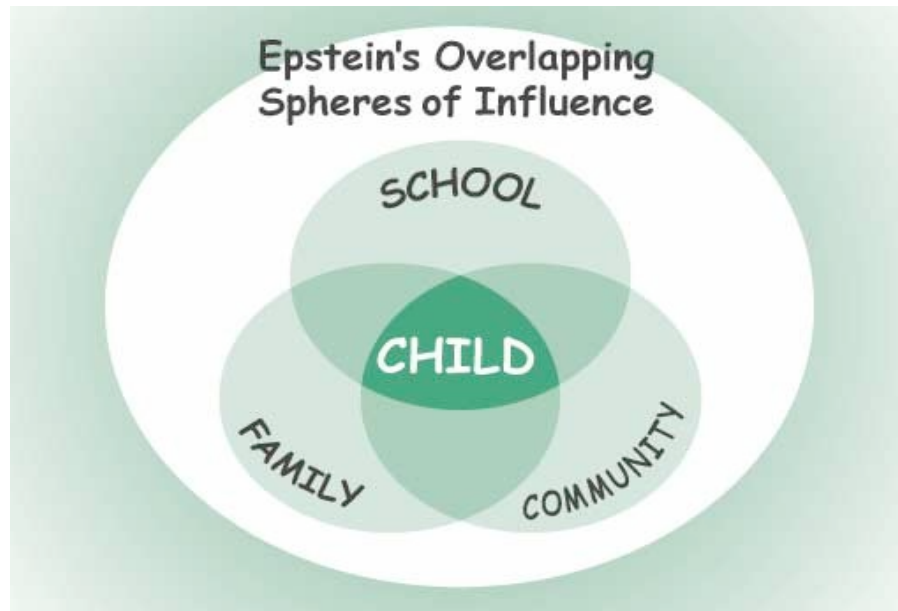 Epstein's Overlapping
Spheres of Influence
SCHOOL
CHILD
FAMILY
COMMUNITY